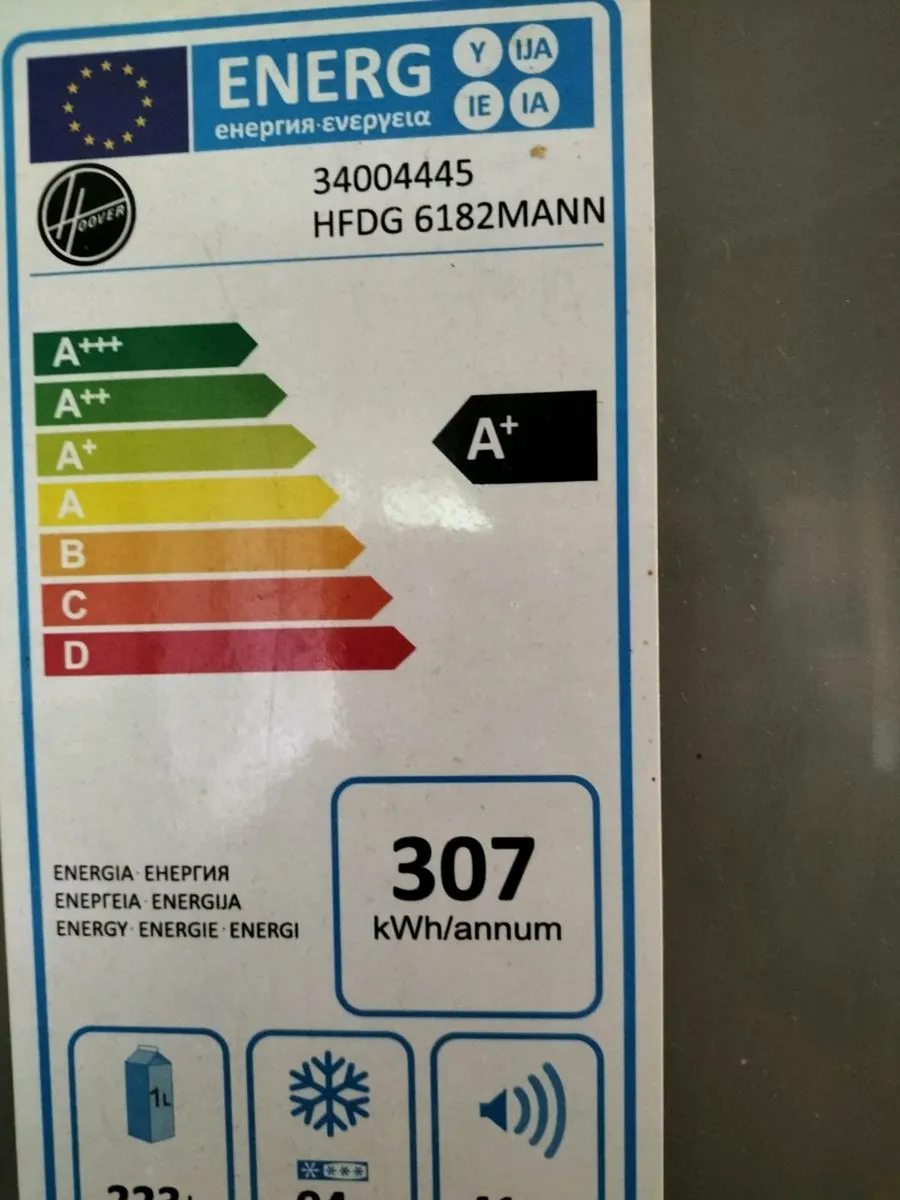 ENERG
Y
IJA
IE
IA
енергия·ενεργεια
HOOVER
34004445
HFDG 6182MANN
A+++
A++
A+
A
B
C
D
A+
307
kWh/annum
ENERGIA·ЕНЕРГИЯ
ΕΝΕΡΓΕΙΑ·ENERGIJA
ENERGY·ENERGIE·ENERGI
1L